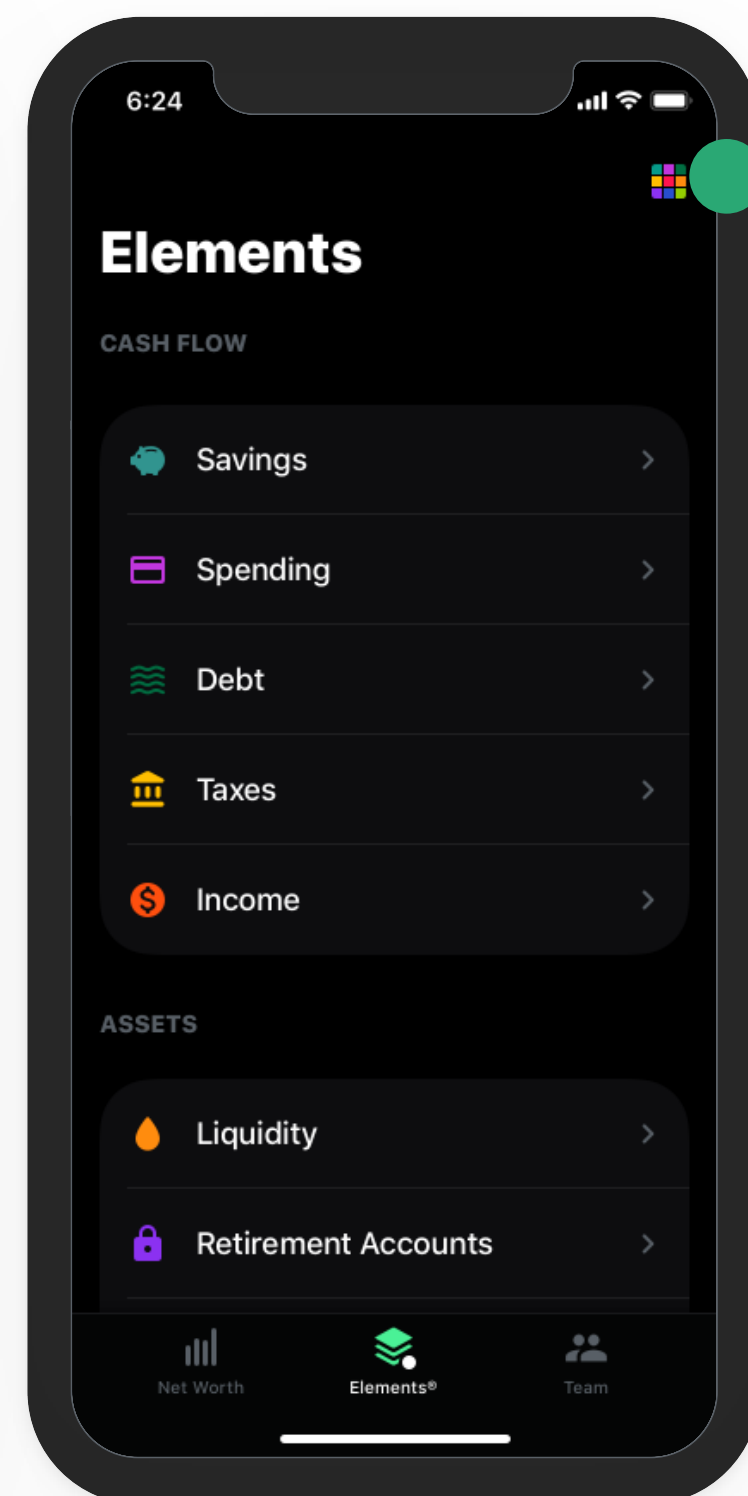 6:24
Elements
CASH FLOW
Savings
Spending
Debt
Taxes
Income
ASSETS
Liquidity
Retirement Accounts
Net Worth
Elements®
Team